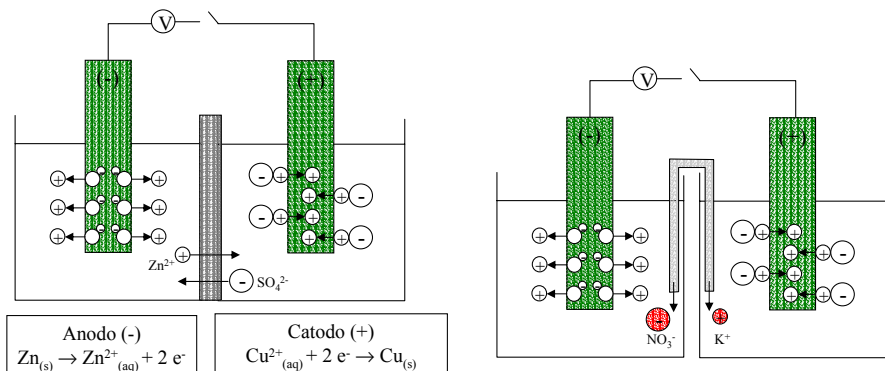 V
(-)
(+)
+
-
Zn²⁺
SO₄²⁻
Anodo (-)
Zn(s) → Zn²⁺(aq) + 2 e⁻
Catodo (+)
Cu²⁺(aq) + 2 e⁻ → Cu(s)
V
(-)
(+)
+
-
NO₃⁻
K⁺